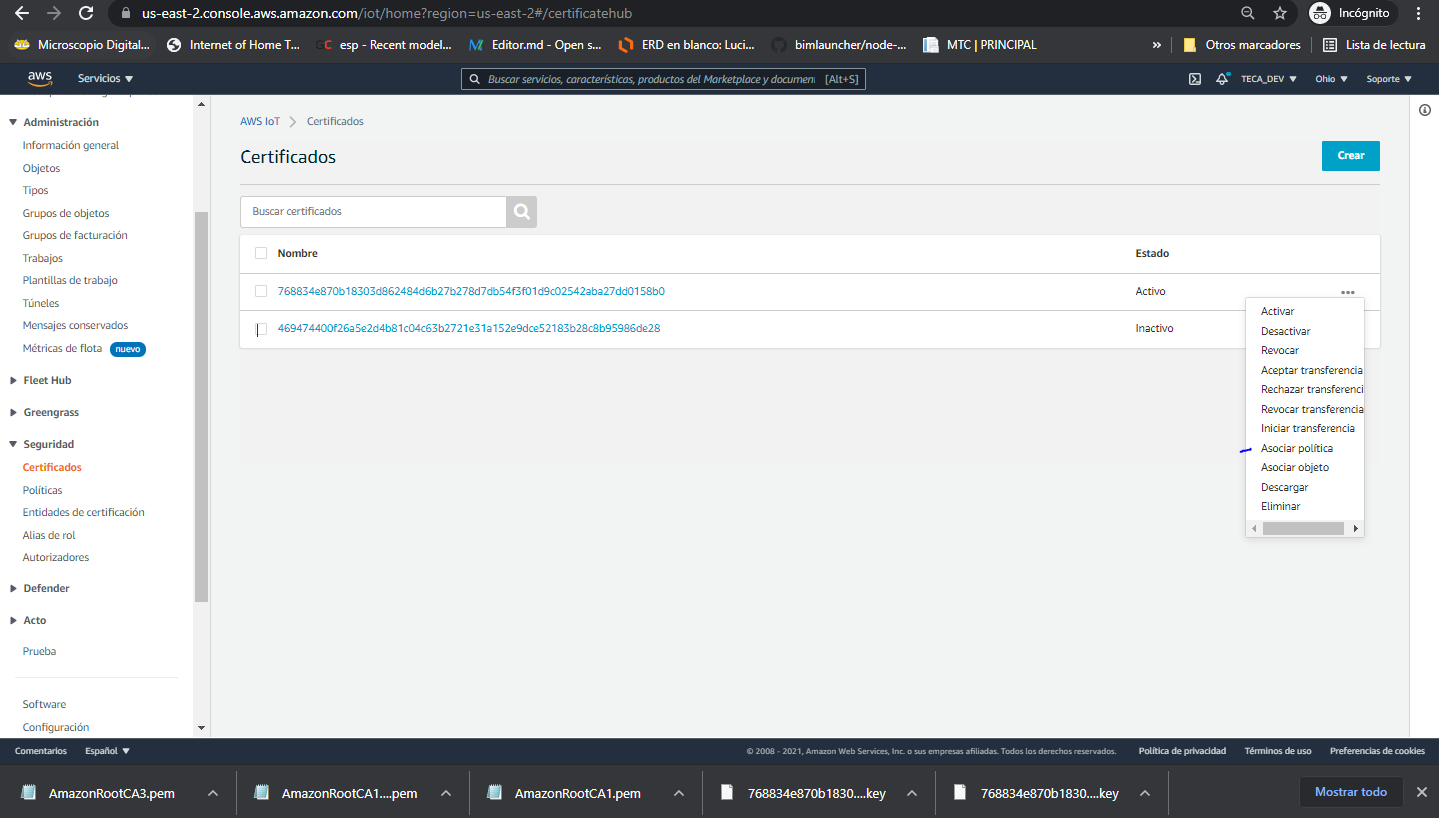 us-east-2.console.aws.amazon.com/iot/home?region=us-east-2#/certificatehub
Incógnito
Microscopio Digital...
Internet of Home T...
esp - Recent model...
Editor.md - Open s...
ERD en blanco: Luci...
bimlauncher/node-...
MTC | PRINCIPAL
»
Otros marcadores
Lista de lectura
aws
Servicios
Buscar servicios, características, productos del Marketplace y documen
[Alt+S]
TECA_DEV
Ohio
Soporte
Administración
Información general
Objetos
Tipos
Grupos de objetos
Grupos de facturación
Trabajos
Plantillas de trabajo
Túneles
Mensajes conservados
Métricas de flota nuevo
Fleet Hub
Greengrass
Seguridad
Certificados
Políticas
Entidades de certificación
Alias de rol
Autorizadores
Defender
Acto
Prueba
Software
Configuración
AWS IoT
Certificados
Certificados
Crear
Buscar certificados
Nombre
Estado
768834e870b18303d862484d6b27b278d7db54f3f01d9c02542aba27dd0158b0
Activo
469474400f26a5e2d4b81c04c63b2721e31a152e9dce52183b28c8b95986de28
Inactivo
Activar
Desactivar
Revocar
Aceptar transferencia
Rechazar transferenci
Revocar transferencia
Iniciar transferencia
Asociar política
Asociar objeto
Descargar
Eliminar
Comentarios
Español
© 2008 - 2021, Amazon Web Services, Inc. o sus empresas afiliadas. Todos los derechos reservados.
Política de privacidad
Términos de uso
Preferencias de cookies
AmazonRootCA3.pem
AmazonRootCA1....pem
AmazonRootCA1.pem
768834e870b1830....key
768834e870b1830....key
Mostrar todo